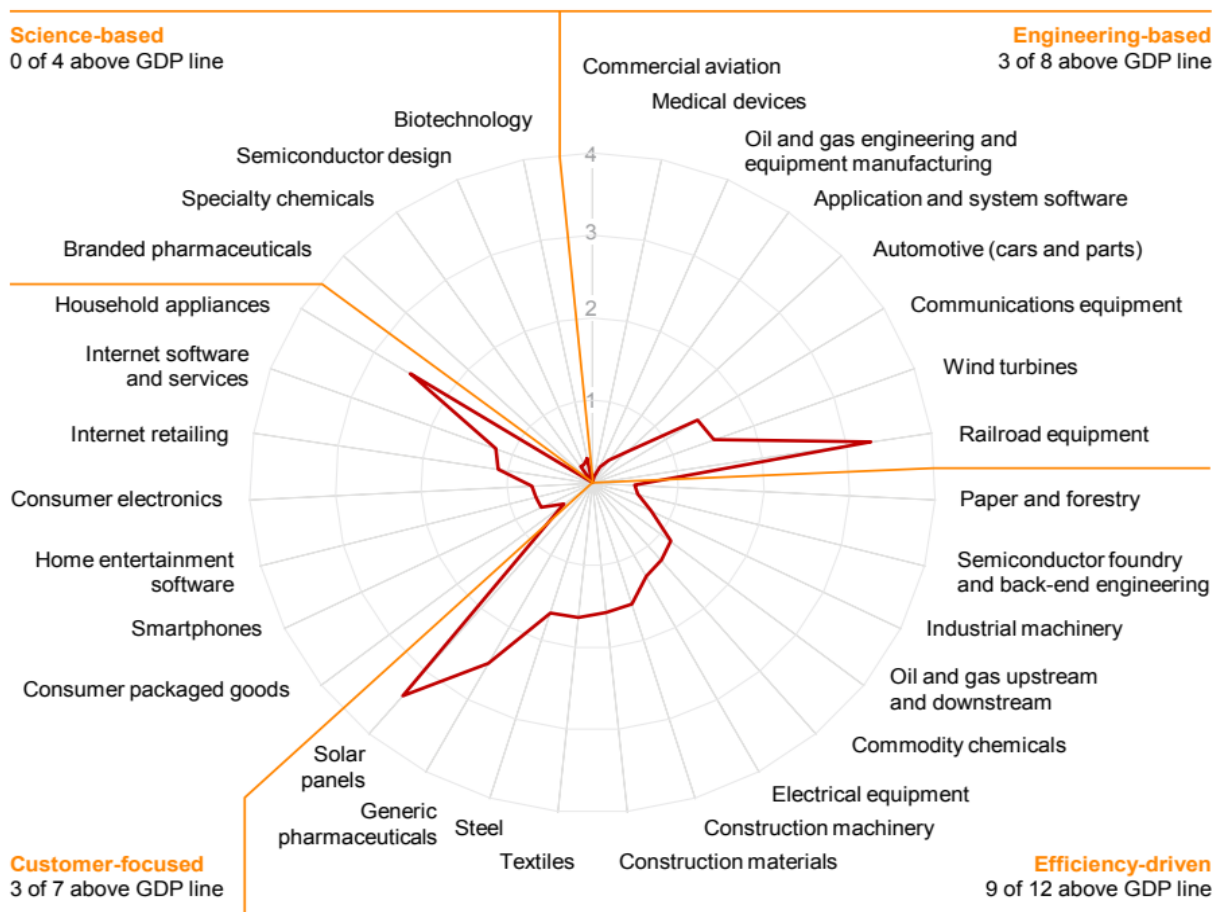 Science-based
0 of 4 above GDP line
Engineering-based
3 of 8 above GDP line
Commercial aviation
Medical devices
Oil and gas engineering and
equipment manufacturing
Application and system software
Automotive (cars and parts)
Communications equipment
Wind turbines
Railroad equipment
Paper and forestry
Semiconductor foundry
and back-end engineering
Industrial machinery
Oil and gas upstream
and downstream
Commodity chemicals
Electrical equipment
Construction machinery
Construction materials
Textiles
Steel
Generic
pharmaceuticals
Solar
panels
Consumer packaged goods
Smartphones
Home entertainment
software
Consumer electronics
Internet retailing
Internet software
and services
Household appliances
Branded pharmaceuticals
Specialty chemicals
Semiconductor design
Biotechnology
4
3
2
1
Customer-focused
3 of 7 above GDP line
Efficiency-driven
9 of 12 above GDP line